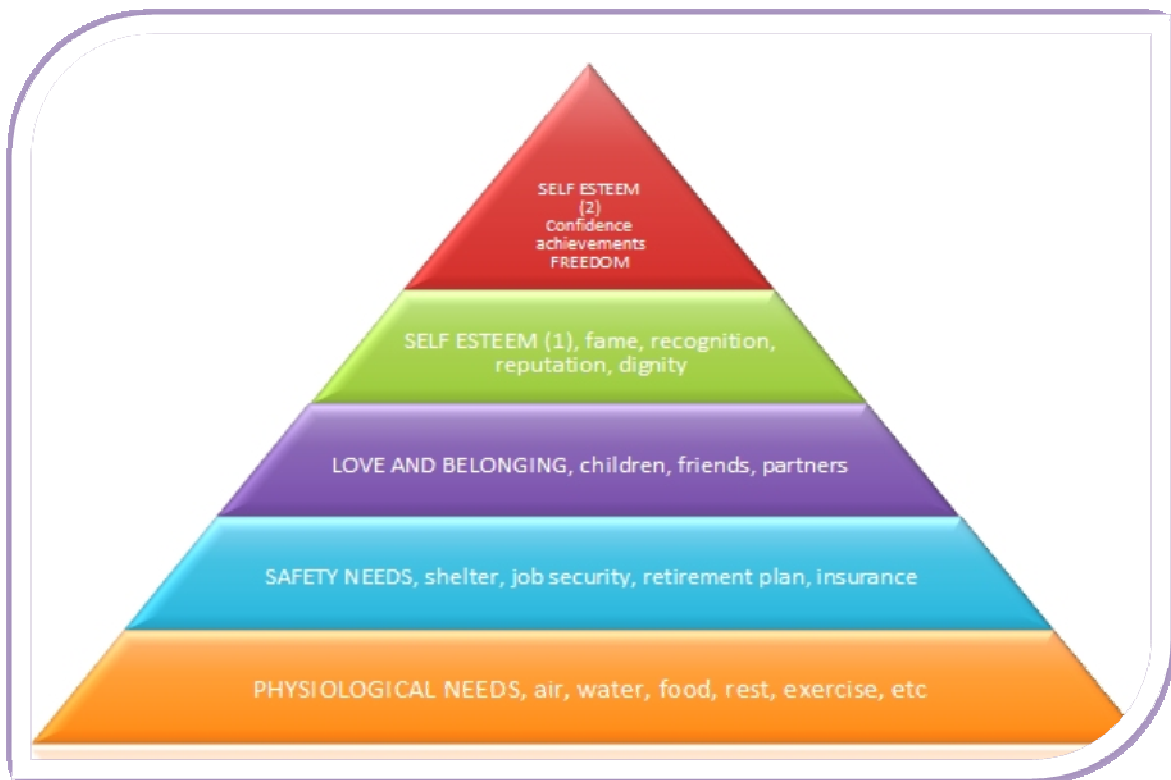 SELF ESTEEM
(2)
Confidence
achievements
FREEDOM
SELF ESTEEM (1), fame, recognition,
reputation, dignity
LOVE AND BELONGING, children, friends, partners
SAFETY NEEDS, shelter, job security, retirement plan, insurance
PHYSIOLOGICAL NEEDS, air, water, food, rest, exercise, etc